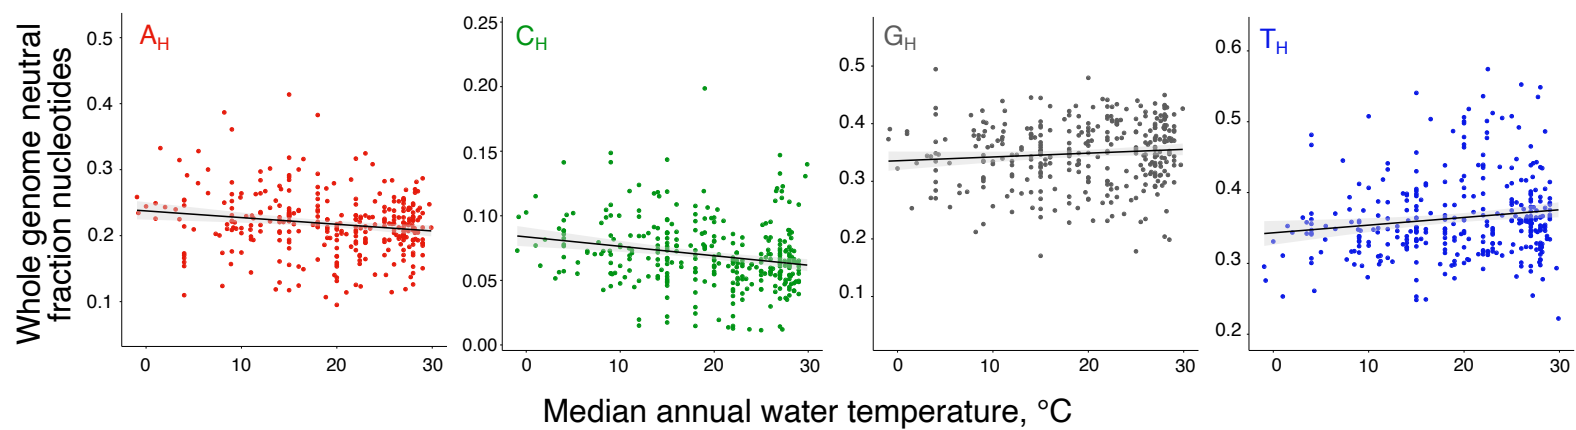 Whole genome neutral
fraction nucleotides
A_H
0.5
0.4
0.3
0.2
0.1
0 10 20 30
C_H
0.25
0.20
0.15
0.10
0.05
0.00
0 10 20 30
G_H
0.5
0.4
0.3
0.2
0.1
0 10 20 30
T_H
0.6
0.5
0.4
0.3
0.2
0 10 20 30
Median annual water temperature, °C